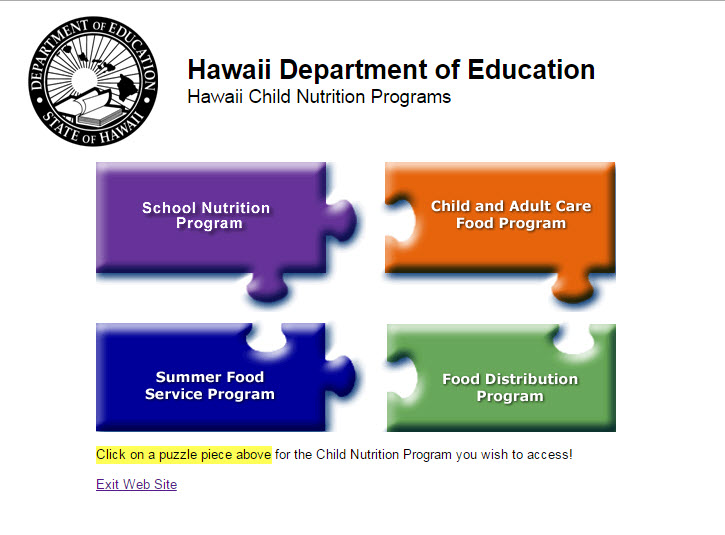 DEPARTMENT OF EDUCATION
STATE OF HAWAII
Hawaii Department of Education
Hawaii Child Nutrition Programs
School Nutrition
Program
Child and Adult Care
Food Program
Summer Food
Service Program
Food Distribution
Program
Click on a puzzle piece above for the Child Nutrition Program you wish to access!
Exit Web Site